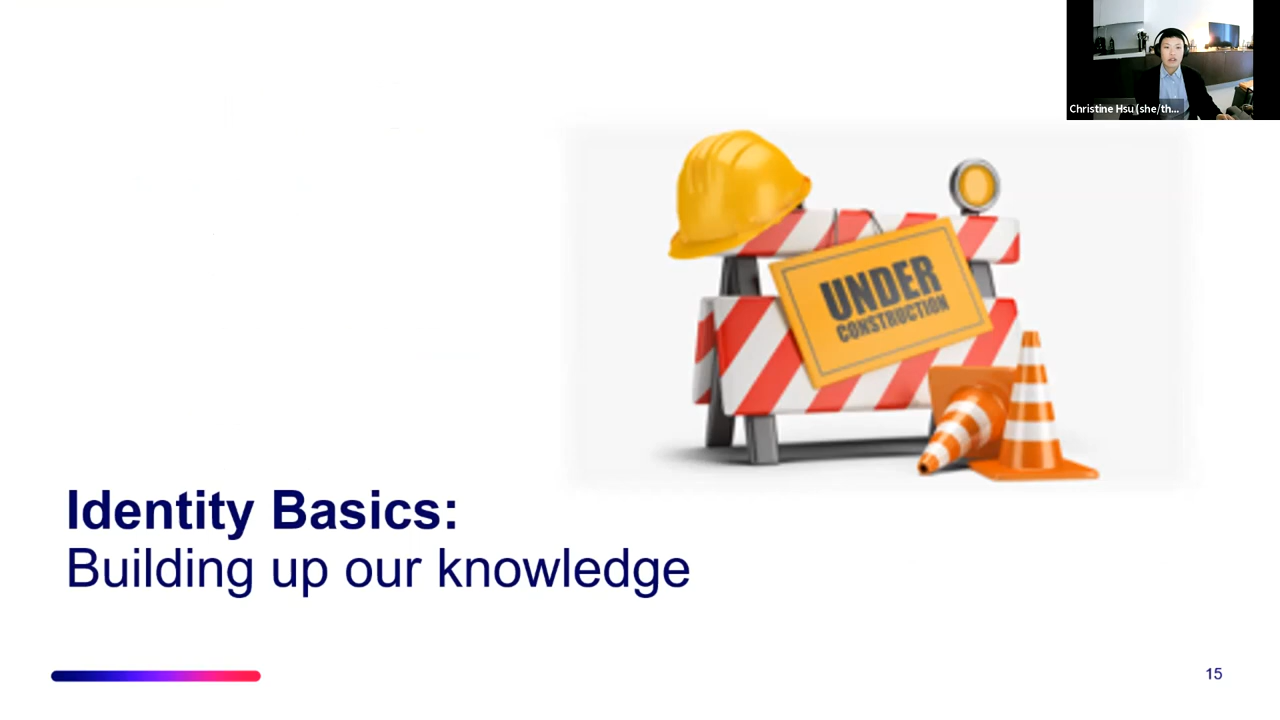 Christine Hsu (she/th...
UNDER
CONSTRUCTION
Identity Basics:
Building up our knowledge
15